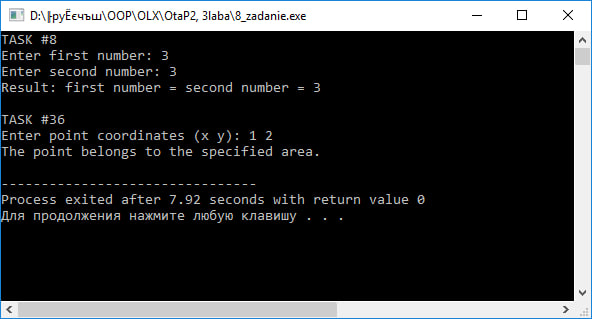 D:\╟руЁєчъш\OOP\OLX\OtaP2, 3laba\8_zadanie.exe
TASK #8
Enter first number: 3
Enter second number: 3
Result: first number = second number = 3
TASK #36
Enter point coordinates (x y): 1 2
The point belongs to the specified area.
--------------------------------
Process exited after 7.92 seconds with return value 0
Для продолжения нажмите любую клавишу . . .